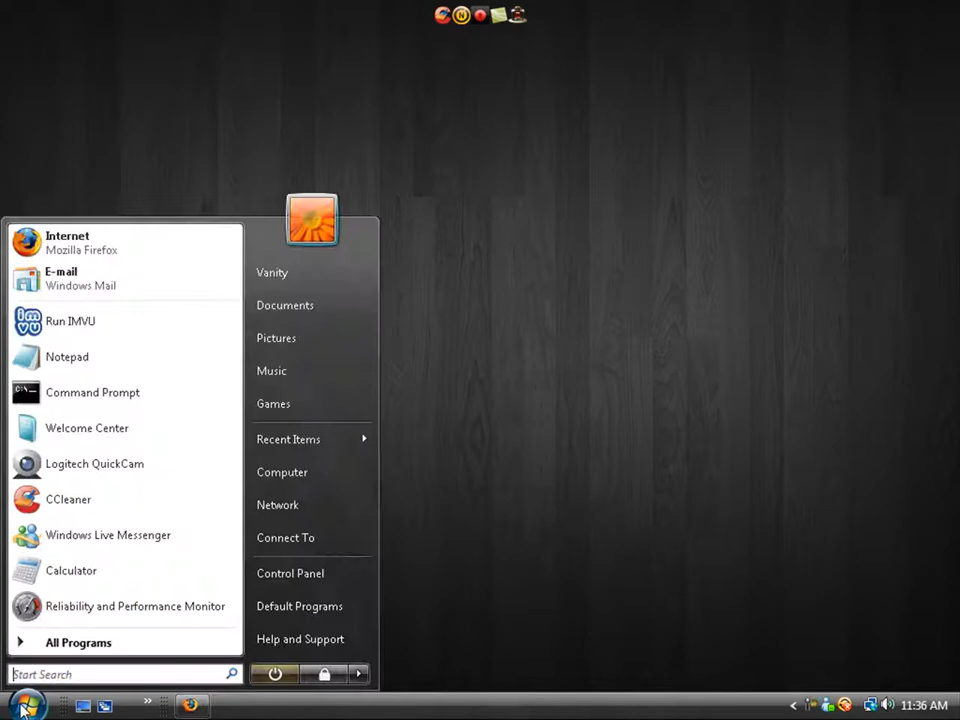 Internet
Mozilla Firefox
E-mail
Windows Mail
Run IMVU
Notepad
Command Prompt
Welcome Center
Logitech QuickCam
CCleaner
Windows Live Messenger
Calculator
Reliability and Performance Monitor
All Programs
Start Search
Vanity
Documents
Pictures
Music
Games
Recent Items
Computer
Network
Connect To
Control Panel
Default Programs
Help and Support
11:36 AM